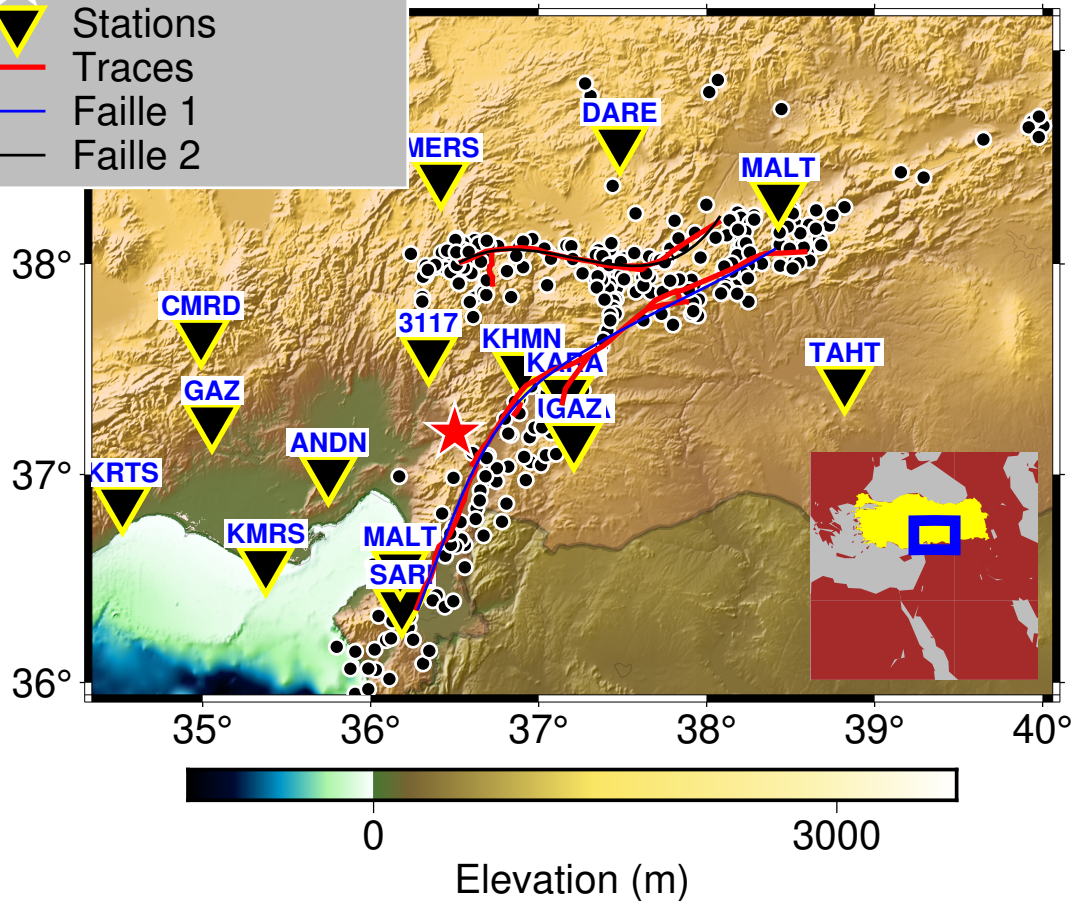 Stations
Traces
Faille 1
Faille 2
DARE
MERS
MALT
38°
CMRD
3117
KHMN
TAHT
GAZ
ANDN
37°
KRTS
KMRS
MALT
SARI
36°
35°
36°
37°
38°
39°
40°
0
3000
Elevation (m)